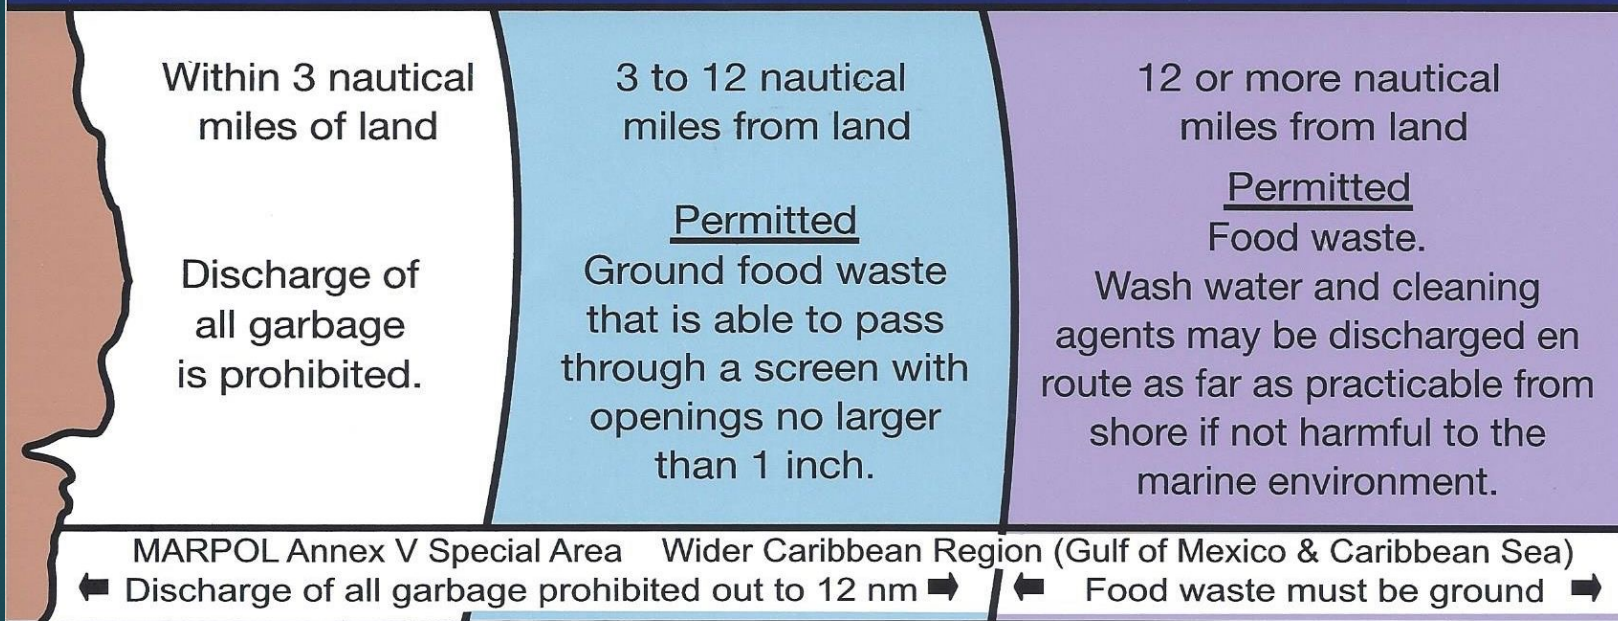 Within 3 nautical
miles of land
Discharge of
all garbage
is prohibited.
3 to 12 nautical
miles from land
Permitted
Ground food waste
that is able to pass
through a screen with
openings no larger
than 1 inch.
12 or more nautical
miles from land
Permitted
Food waste.
Wash water and cleaning
agents may be discharged en
route as far as practicable from
shore if not harmful to the
marine environment.
MARPOL Annex V Special Area Wider Caribbean Region (Gulf of Mexico & Caribbean Sea)
Discharge of all garbage prohibited out to 12 nm
Food waste must be ground